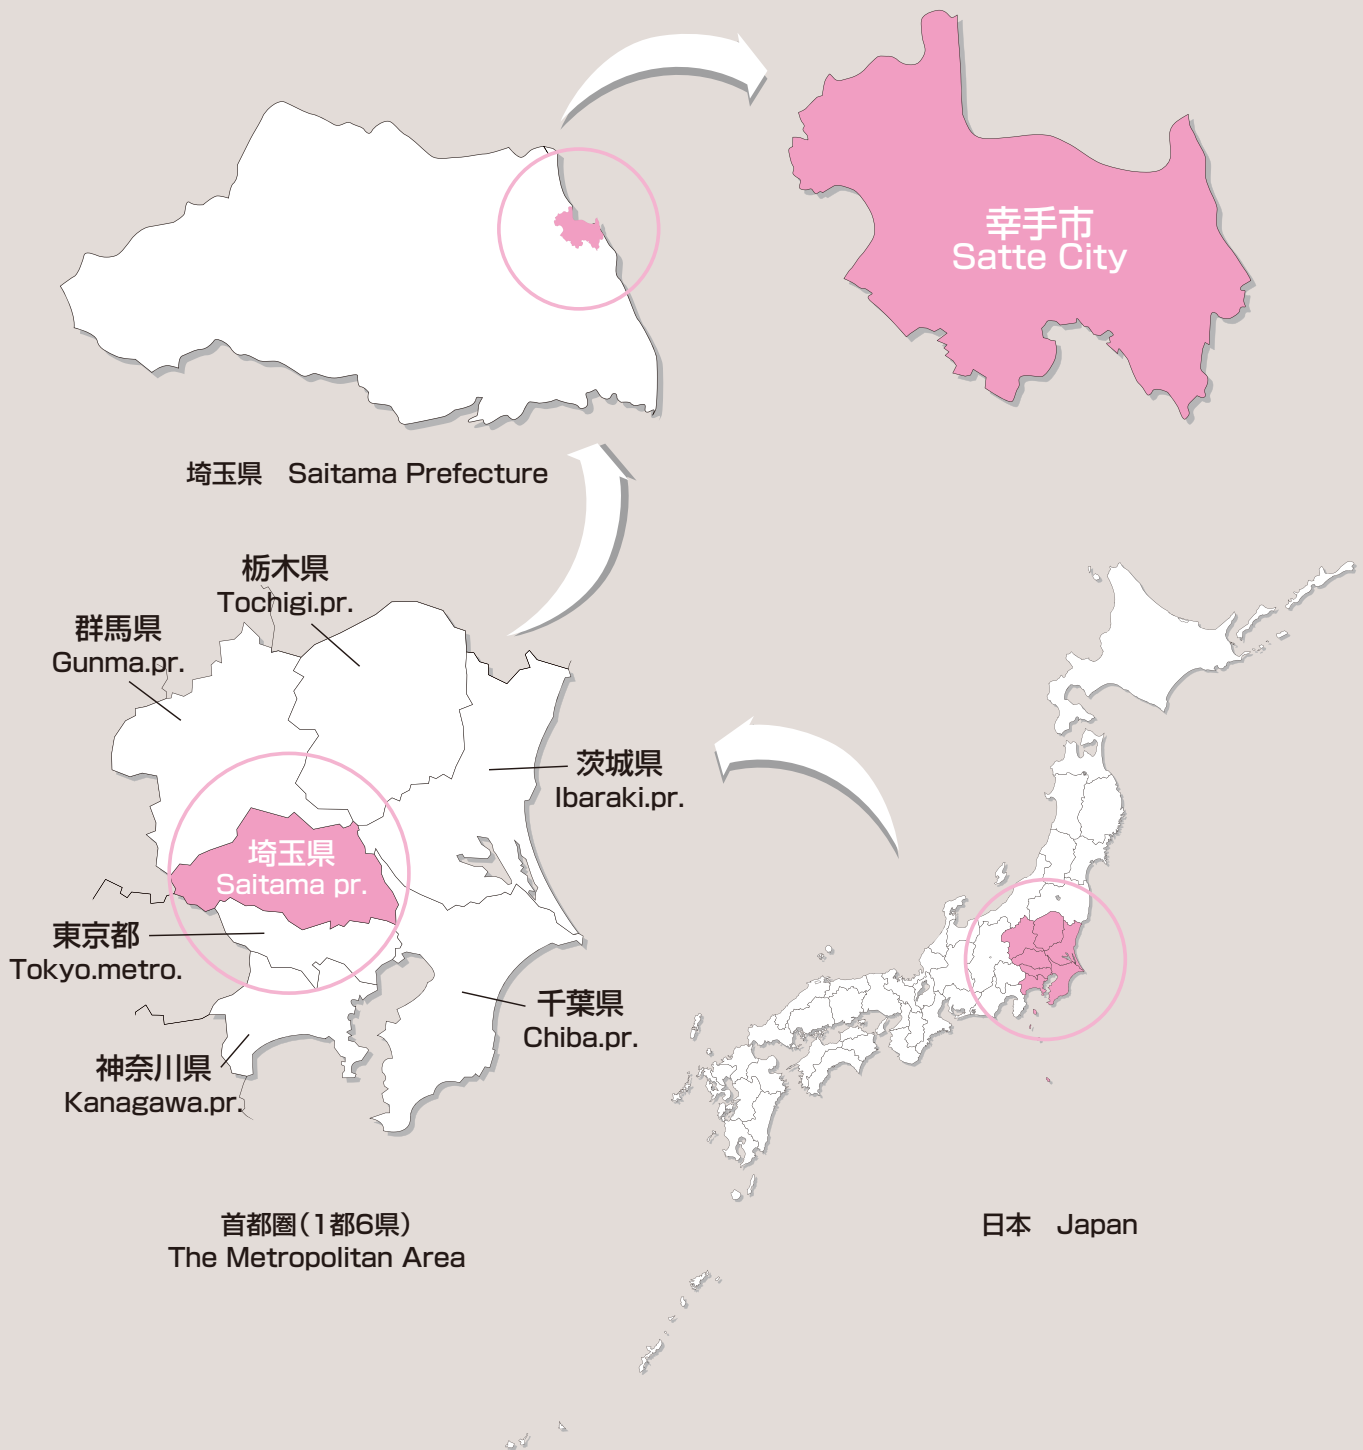 幸手市
Satte City
埼玉県　Saitama Prefecture
栃木県
Tochigi.pr.
群馬県
Gunma.pr.
茨城県
Ibaraki.pr.
埼玉県
Saitama pr.
東京都
Tokyo.metro.
千葉県
Chiba.pr.
神奈川県
Kanagawa.pr.
首都圏（1都6県）
The Metropolitan Area
日本　Japan